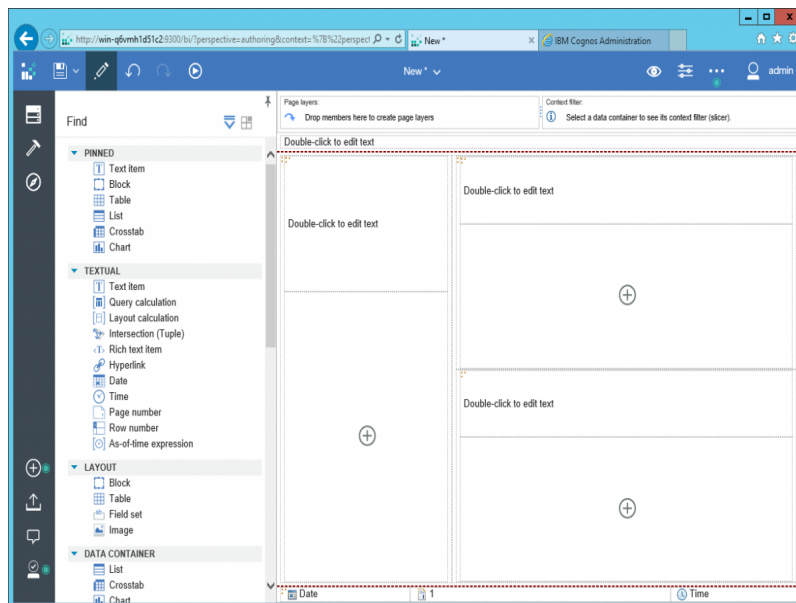 http://win-q6vmh1d51c2:9300/bi/?perspective=authoring&context=%7B%22perspect
New *
IBM Cognos Administration
New *
admin
Find
Page layers:
Drop members here to create page layers
Context filter:
Select a data container to see its context filter (slicer).
Double-click to edit text
PINNED
Text item
Block
Table
List
Crosstab
Chart
TEXTUAL
Text item
Query calculation
Layout calculation
Intersection (Tuple)
Rich text item
Hyperlink
Date
Time
Page number
Row number
As-of-time expression
LAYOUT
Block
Table
Field set
Image
DATA CONTAINER
List
Crosstab
Chart
Double-click to edit text
Double-click to edit text
Double-click to edit text
Date
1
Time